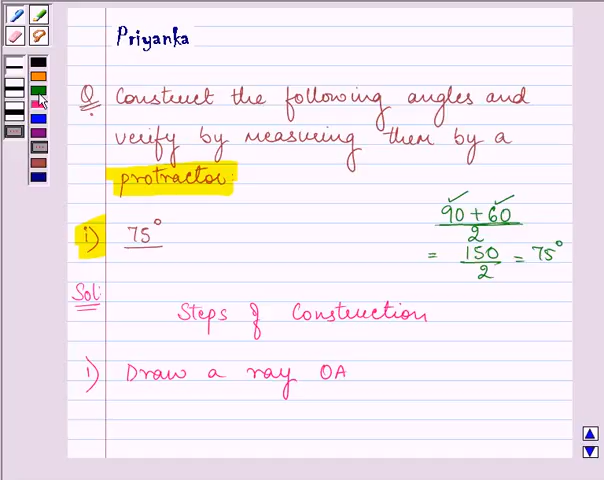 Priyanka
Q Construct the following angles and
verify by measuring them by a
protractor.
i) 75°
90 + 60
2
= 150 = 75°
2
Sol:
Steps of Construction
1) Draw a ray OA